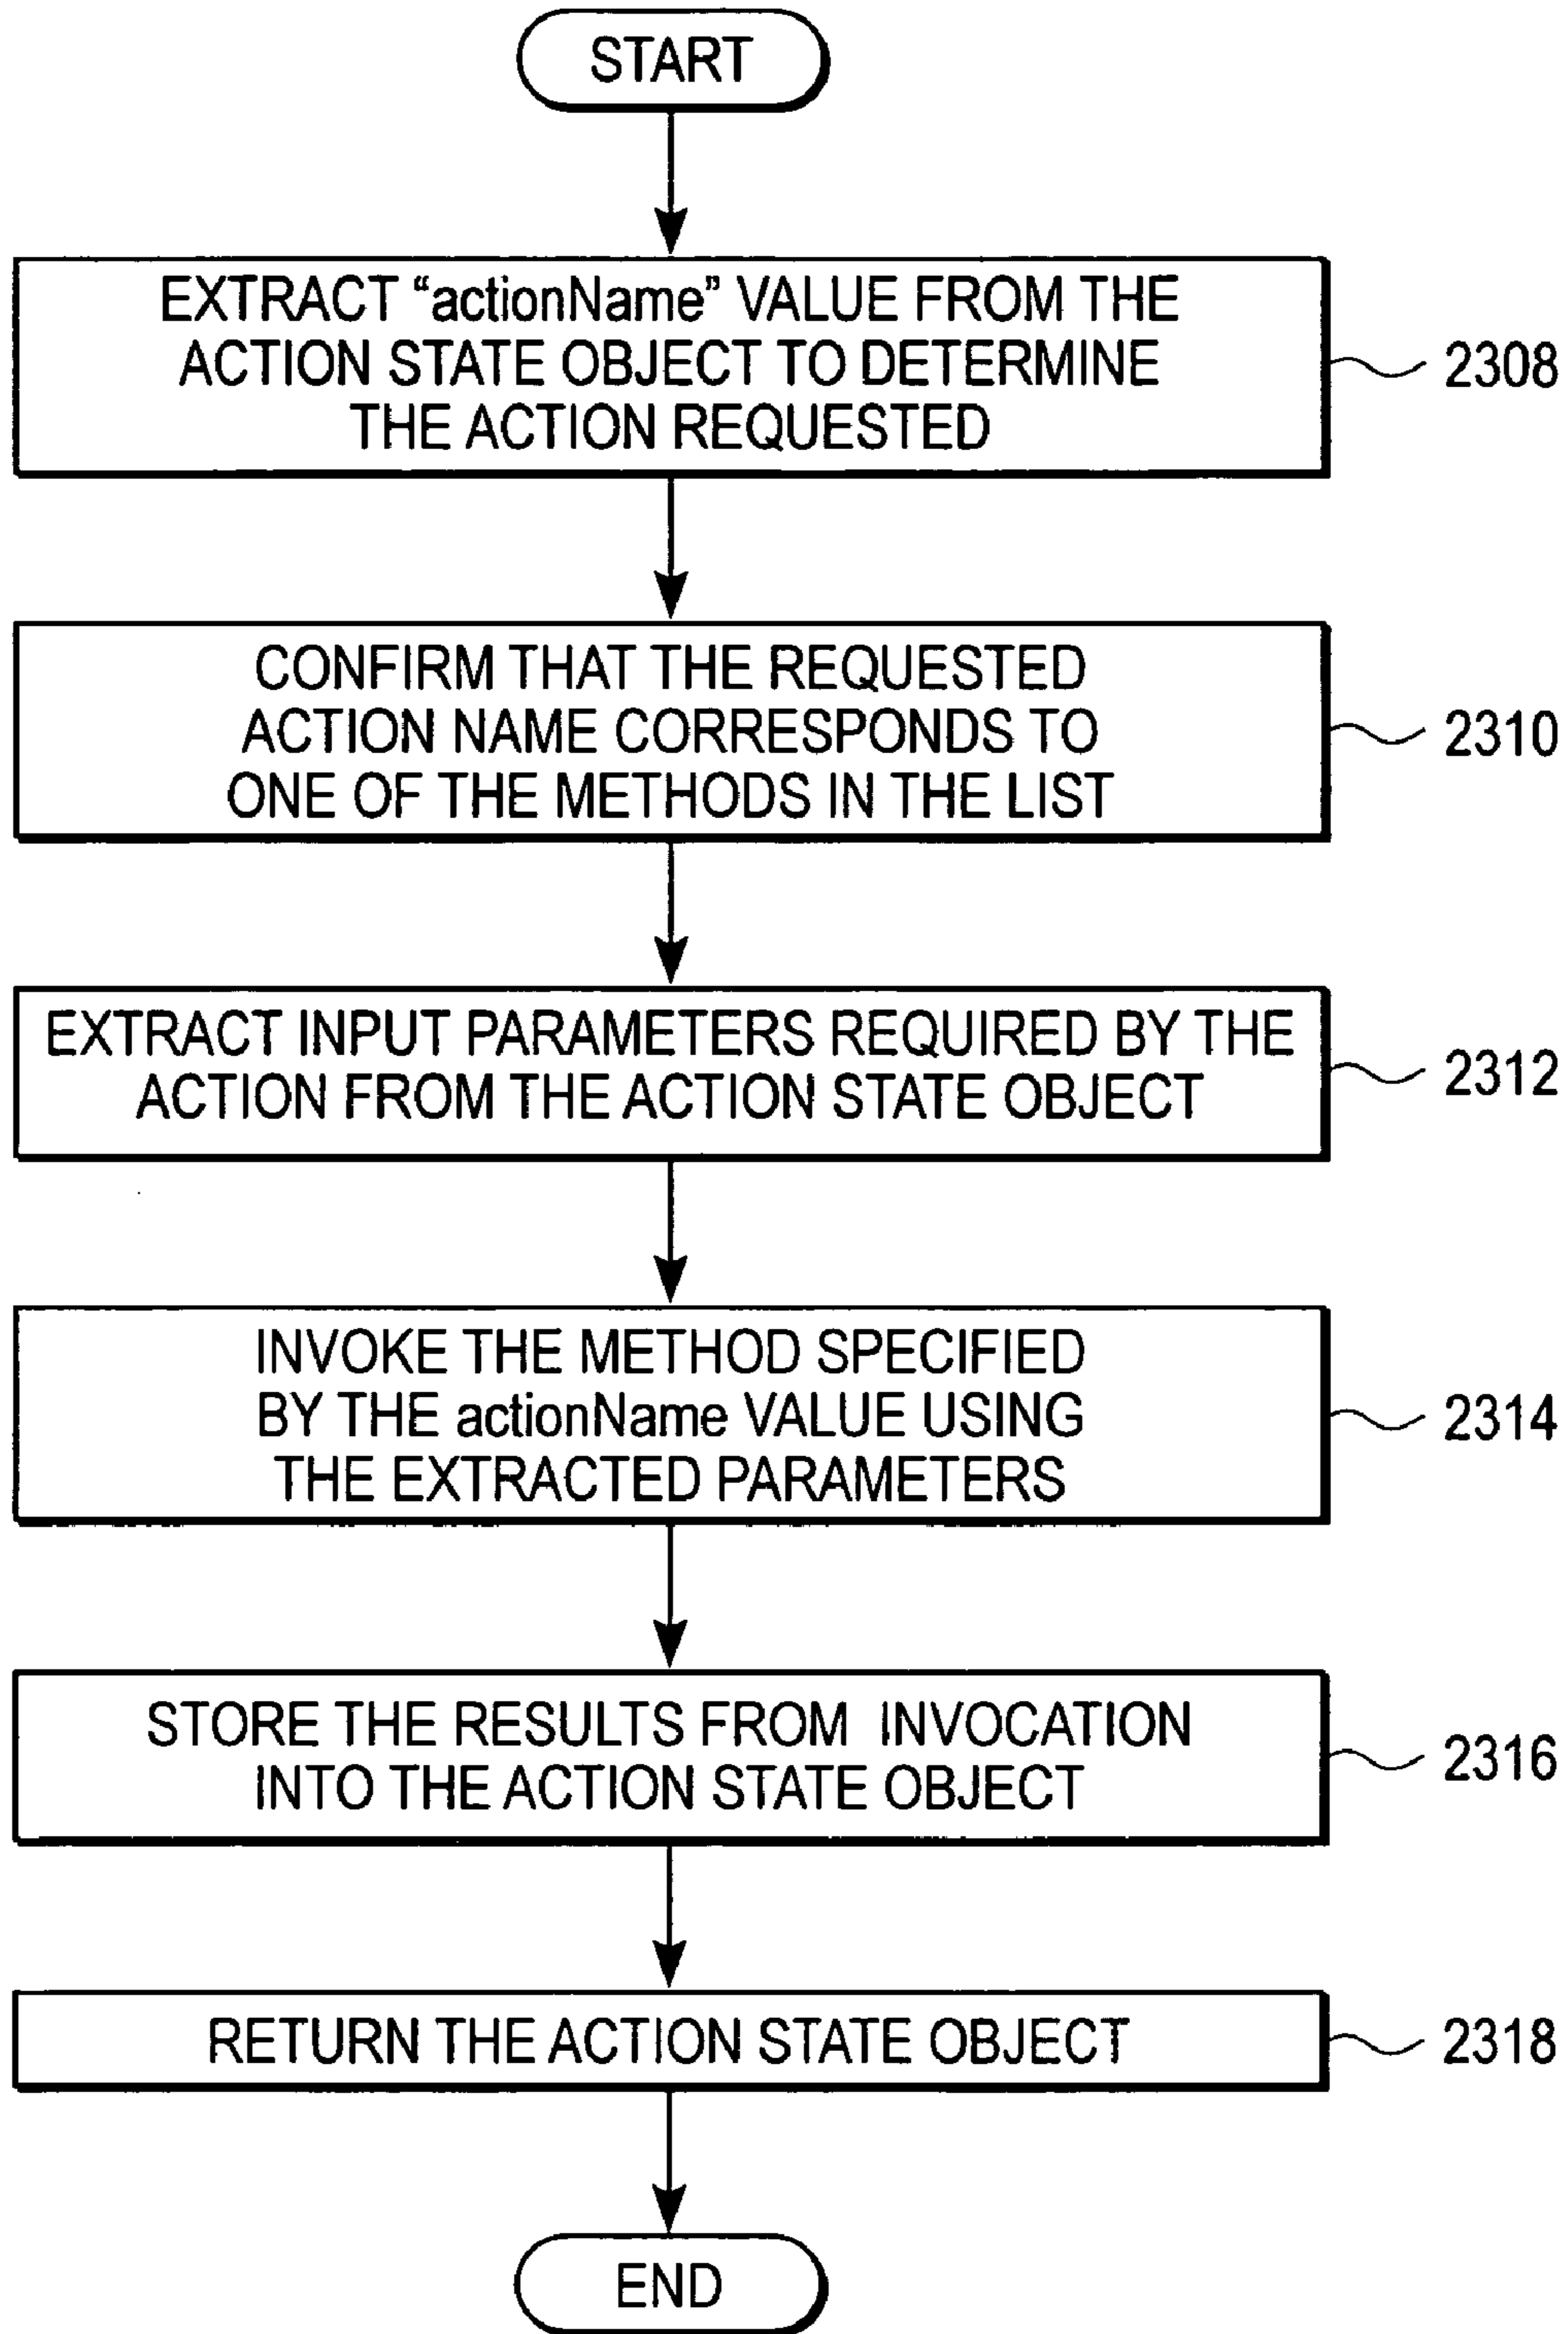 START
EXTRACT “actionName” VALUE FROM THE
ACTION STATE OBJECT TO DETERMINE
THE ACTION REQUESTED
2308
CONFIRM THAT THE REQUESTED
ACTION NAME CORRESPONDS TO
ONE OF THE METHODS IN THE LIST
2310
EXTRACT INPUT PARAMETERS REQUIRED BY THE
ACTION FROM THE ACTION STATE OBJECT
2312
INVOKE THE METHOD SPECIFIED
BY THE actionName VALUE USING
THE EXTRACTED PARAMETERS
2314
STORE THE RESULTS FROM INVOCATION
INTO THE ACTION STATE OBJECT
2316
RETURN THE ACTION STATE OBJECT
2318
END